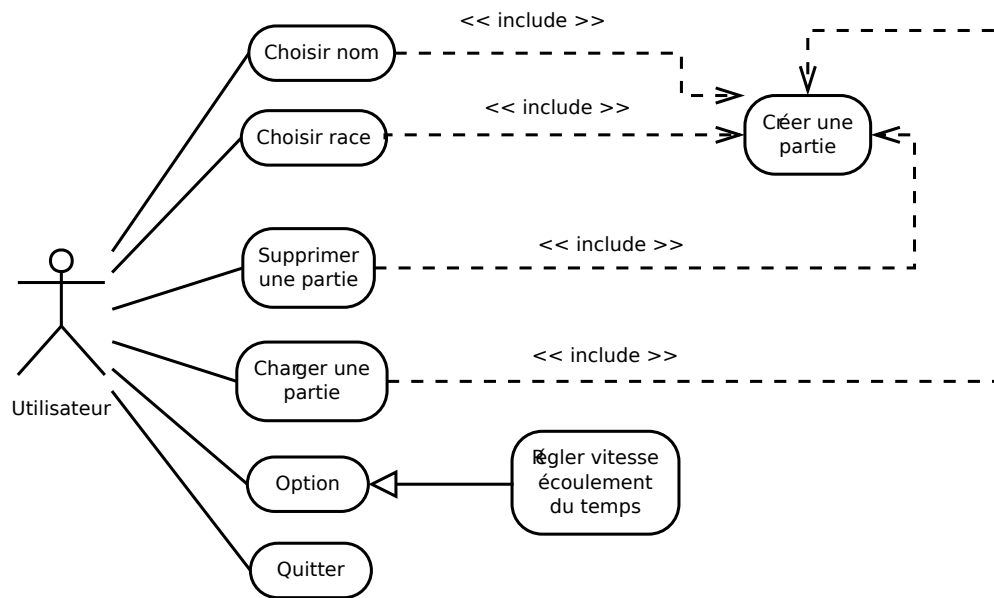 << include >>
Choisir nom
<< include >>
Choisir race
Créer une
partie
<< include >>
Supprimer
une partie
<< include >>
Charger une
partie
Utilisateur
Régler vitesse
écoulement
du temps
Option
Quitter